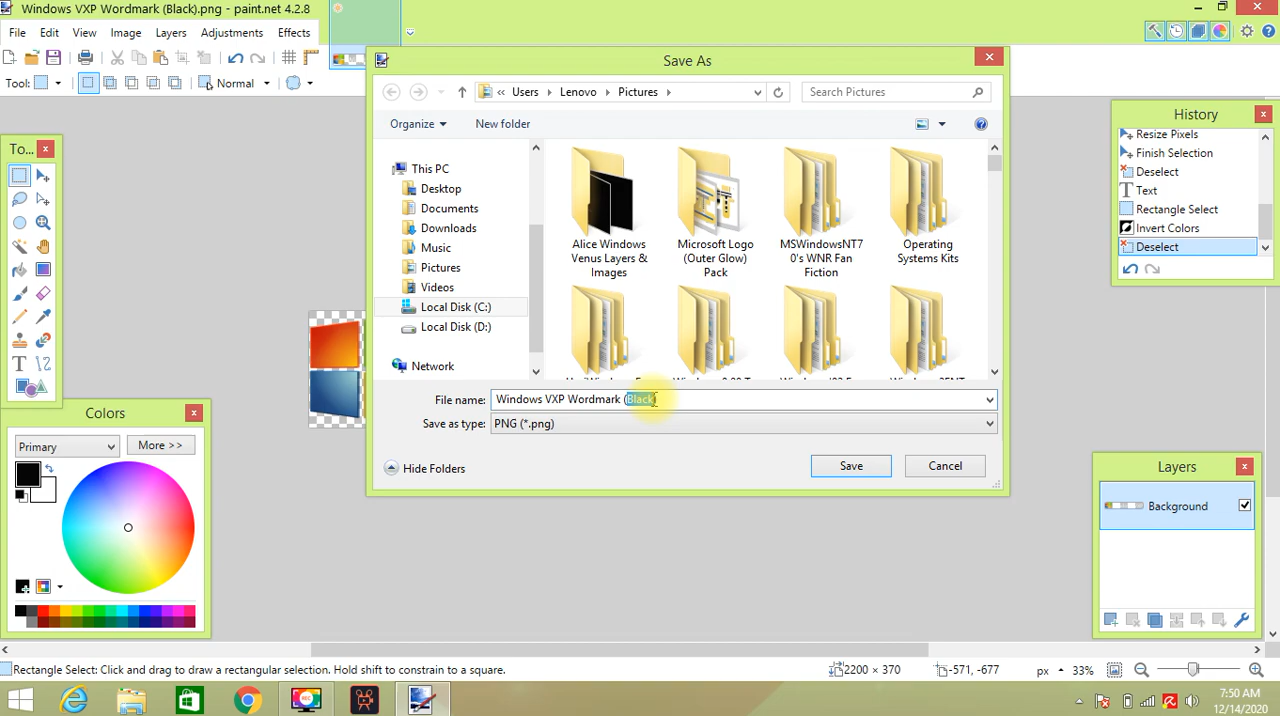 Windows VXP Wordmark (Black).png - paint.net 4.2.8
File Edit View Image Layers Adjustments Effects
Tool: Normal
Save As
Users Lenovo Pictures
Search Pictures
Organize New folder
This PC
Desktop
Documents
Downloads
Music
Pictures
Videos
Local Disk (C:)
Local Disk (D:)
Network
Alice Windows
Venus Layers &
Images
Microsoft Logo
(Outer Glow)
Pack
MSWindowsNT7
0's WNR Fan
Fiction
Operating
Systems Kits
File name: Windows VXP Wordmark (Black)
Save as type: PNG (*.png)
Hide Folders
Save
Cancel
History
Resize Pixels
Finish Selection
Deselect
Text
Rectangle Select
Invert Colors
Deselect
To...
Colors
Primary
More >>
Layers
Background
Rectangle Select: Click and drag to draw a rectangular selection. Hold shift to constrain to a square.
2200 × 370
-571, -677
px
33%
7:50 AM
12/14/2020